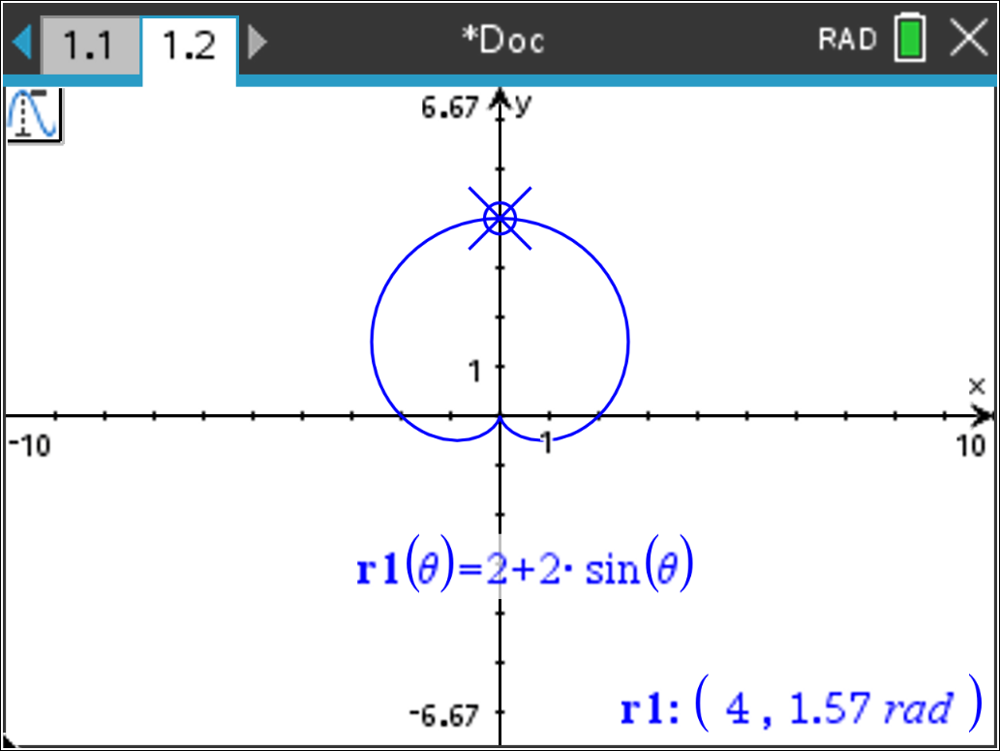 1.1 1.2 *Doc RAD
6.67 y
1
x
-10 1 10
r1(θ)=2+2· sin(θ)
-6.67
r1: ( 4 , 1.57 rad )